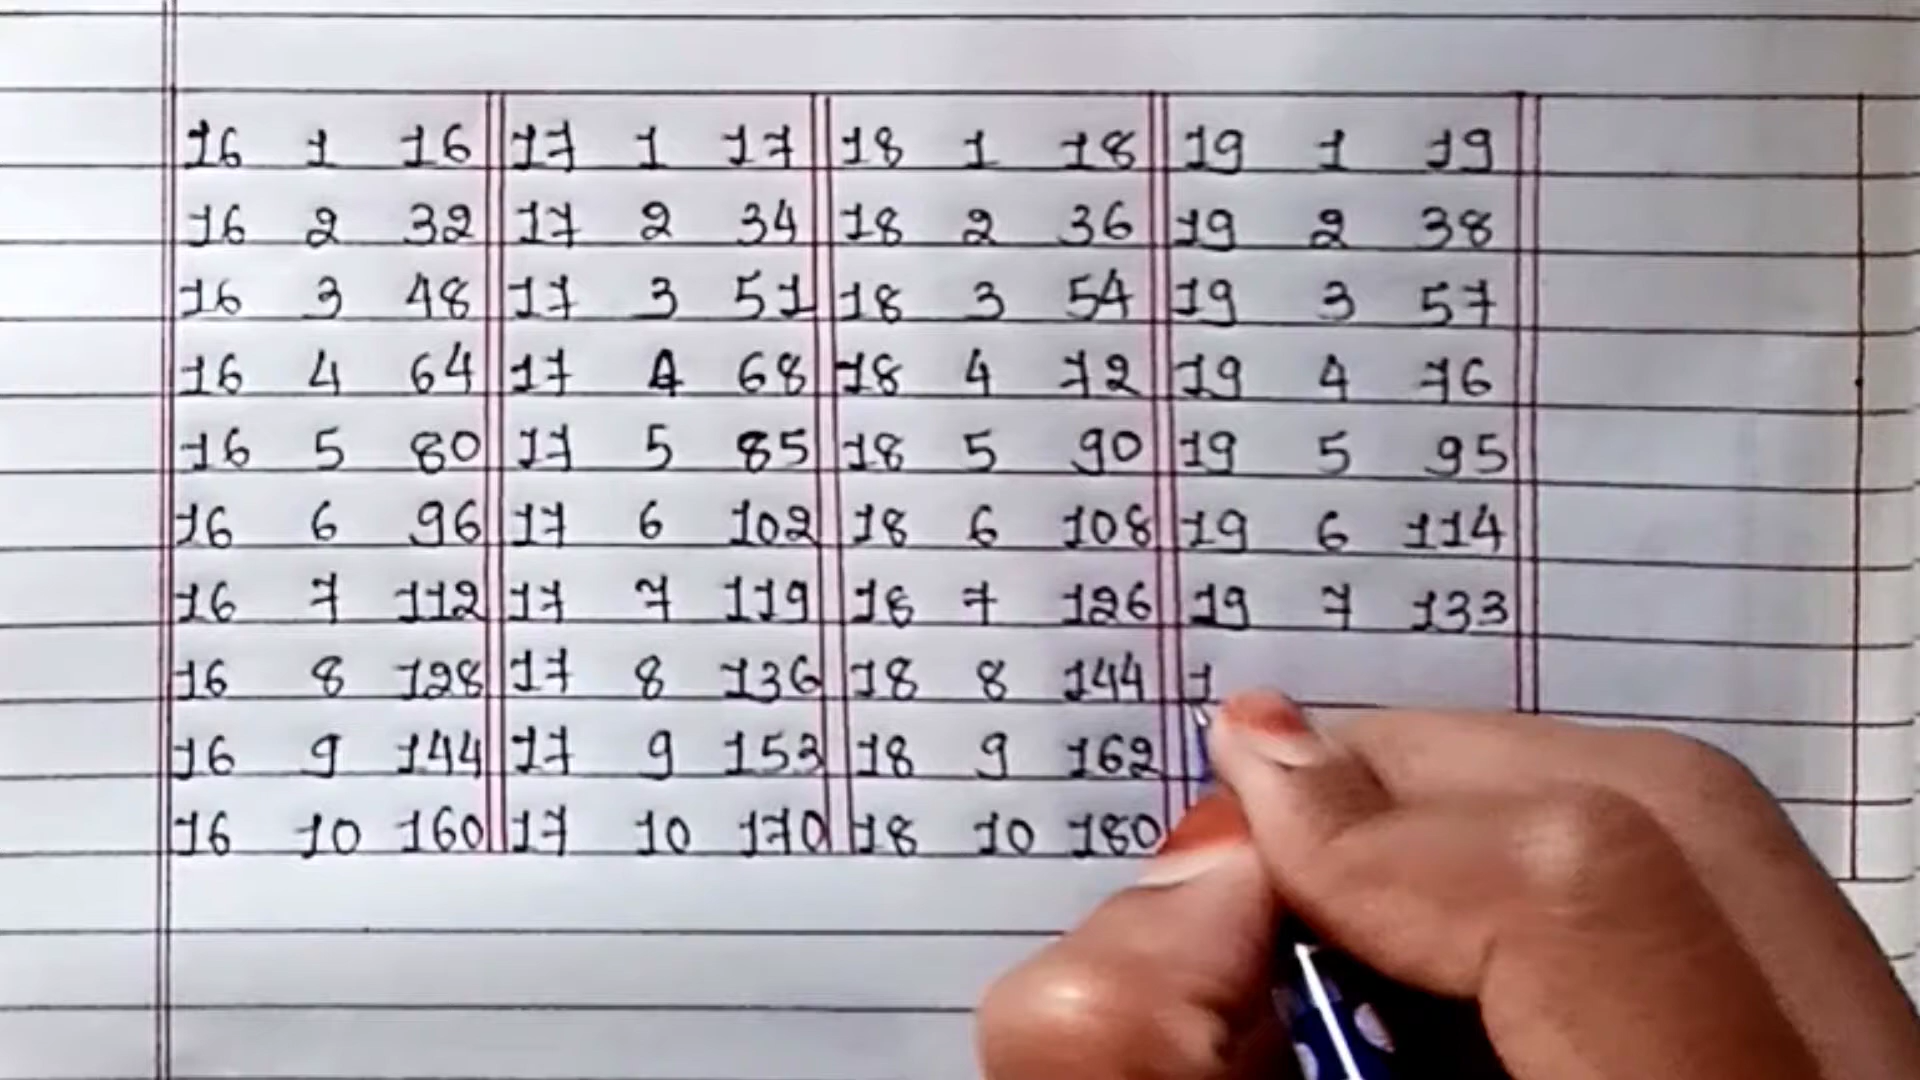 16 1 16 17 1 17 18 1 18 19 1 19
16 2 32 17 2 34 18 2 36 19 2 38
16 3 48 17 3 51 18 3 54 19 3 57
16 4 64 17 4 68 18 4 72 19 4 76
16 5 80 17 5 85 18 5 90 19 5 95
16 6 96 17 6 102 18 6 108 19 6 114
16 7 112 17 7 119 18 7 126 19 7 133
16 8 128 17 8 136 18 8 144 1
16 9 144 17 9 153 18 9 162
16 10 160 17 10 170 18 10 180